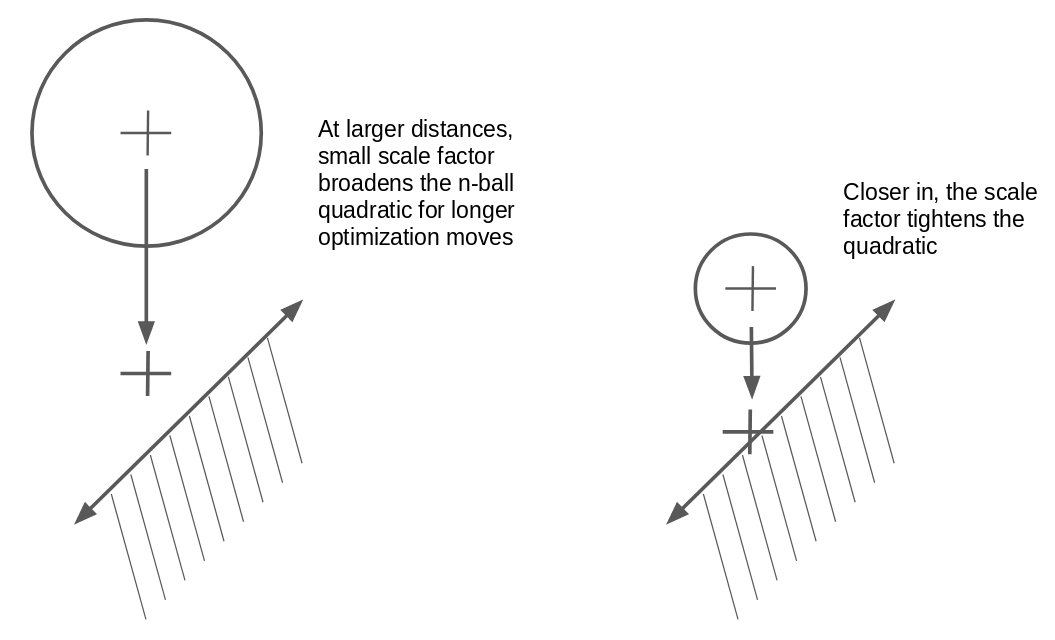 At larger distances,
small scale factor
broadens the n-ball
quadratic for longer
optimization moves
Closer in, the scale
factor tightens the
quadratic